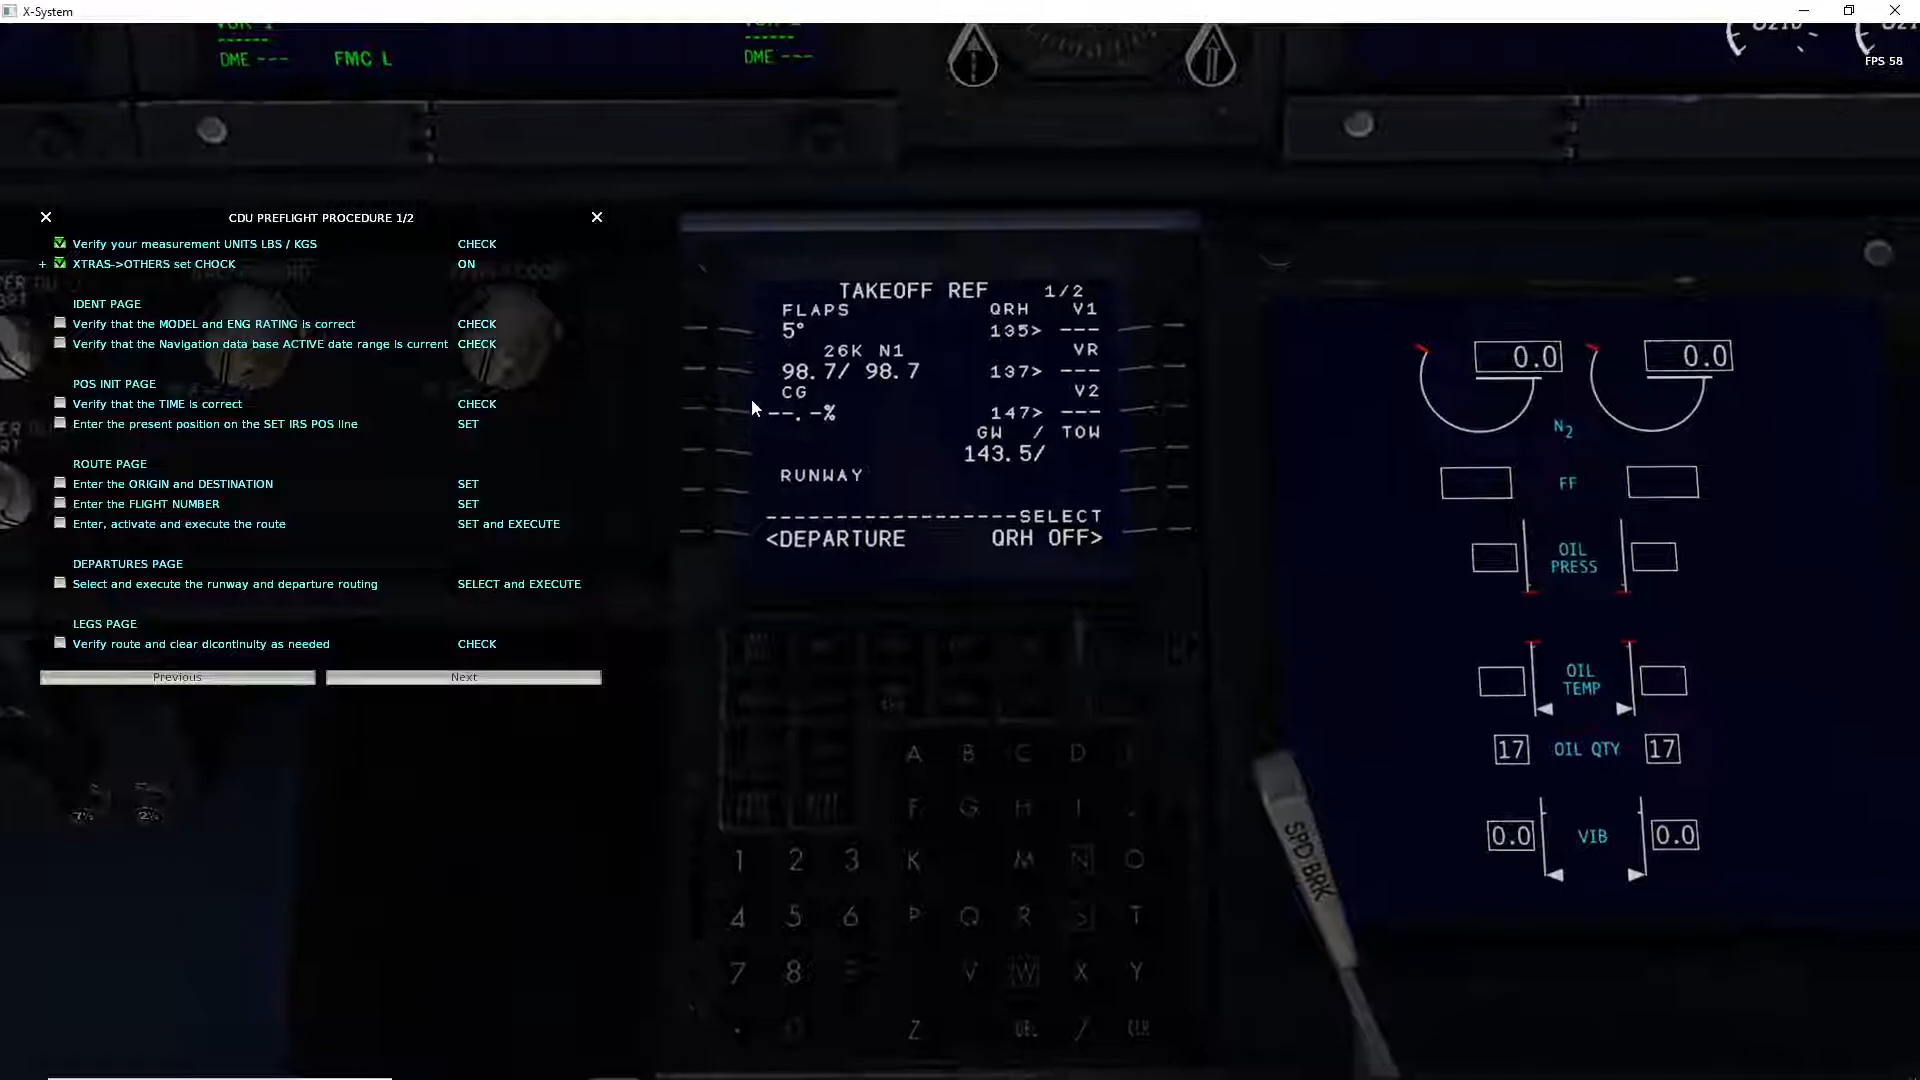 X-System
DME ---
FMC L
DME ---
FPS 58
CDU PREFLIGHT PROCEDURE 1/2
Verify your measurement UNITS LBS / KGS CHECK
+ XTRAS->OTHERS set CHOCK ON
IDENT PAGE
Verify that the MODEL and ENG RATING is correct CHECK
Verify that the Navigation data base ACTIVE date range is current CHECK
POS INIT PAGE
Verify that the TIME is correct CHECK
Enter the present position on the SET IRS POS line SET
ROUTE PAGE
Enter the ORIGIN and DESTINATION SET
Enter the FLIGHT NUMBER SET
Enter, activate and execute the route SET and EXECUTE
DEPARTURES PAGE
Select and execute the runway and departure routing SELECT and EXECUTE
LEGS PAGE
Verify route and clear dicontinuity as needed CHECK
Previous Next
TAKEOFF REF 1/2
FLAPS QRH V1
5° 135> ---
26K N1 VR
98.7/ 98.7 137> ---
CG V2
--.-% 147> ---
GW / TOW
143.5/
RUNWAY
------------------SELECT
<DEPARTURE QRH OFF>
A B C D
F G H I
1 2 3 K M N O
4 5 6 P Q R S T
7 8 V W X Y
Z DEL / CLR
SPD BRK
0.0 0.0
N2
FF
OIL
PRESS
OIL
TEMP
17 OIL QTY 17
0.0 VIB 0.0